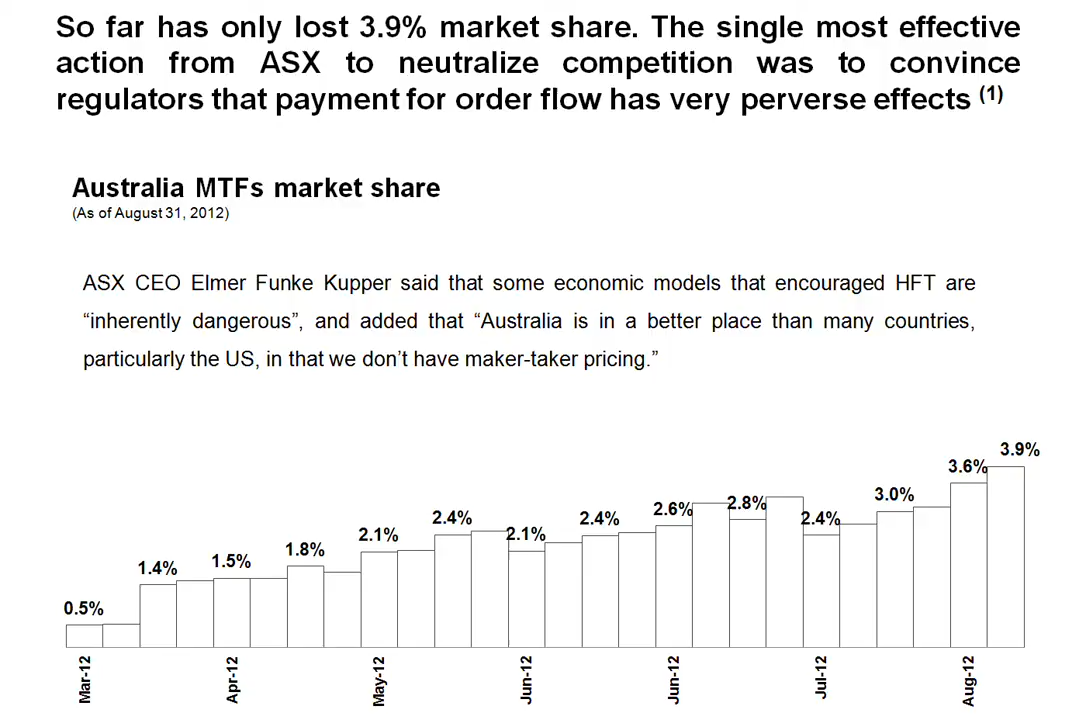 So far has only lost 3.9% market share. The single most effective
action from ASX to neutralize competition was to convince
regulators that payment for order flow has very perverse effects (1)
Australia MTFs market share
(As of August 31, 2012)
ASX CEO Elmer Funke Kupper said that some economic models that encouraged HFT are
“inherently dangerous”, and added that “Australia is in a better place than many countries,
particularly the US, in that we don’t have maker-taker pricing.”
0.5%
1.4%
1.5%
1.8%
2.1%
2.4%
2.1%
2.4%
2.6%
2.8%
2.4%
3.0%
3.6%
3.9%
Mar-12
Apr-12
May-12
Jun-12
Jun-12
Jul-12
Aug-12